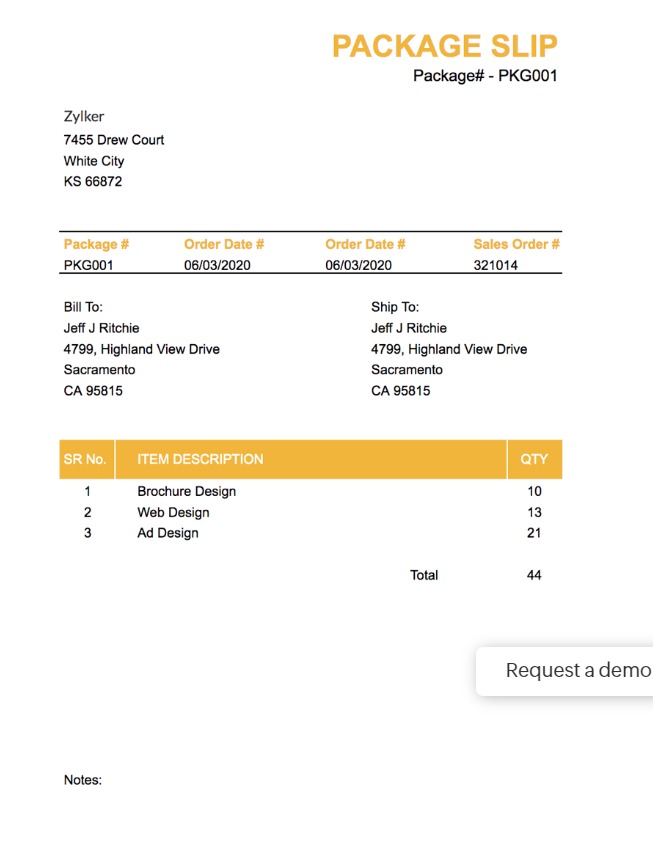 PACKAGE SLIP
Package# - PKG001
Zylker
7455 Drew Court
White City
KS 66872
Package # Order Date # Order Date # Sales Order #
PKG001 06/03/2020 06/03/2020 321014
Bill To: Ship To:
Jeff J Ritchie Jeff J Ritchie
4799, Highland View Drive 4799, Highland View Drive
Sacramento Sacramento
CA 95815 CA 95815
SR No. ITEM DESCRIPTION QTY
1 Brochure Design 10
2 Web Design 13
3 Ad Design 21
Total 44
Request a demo
Notes: